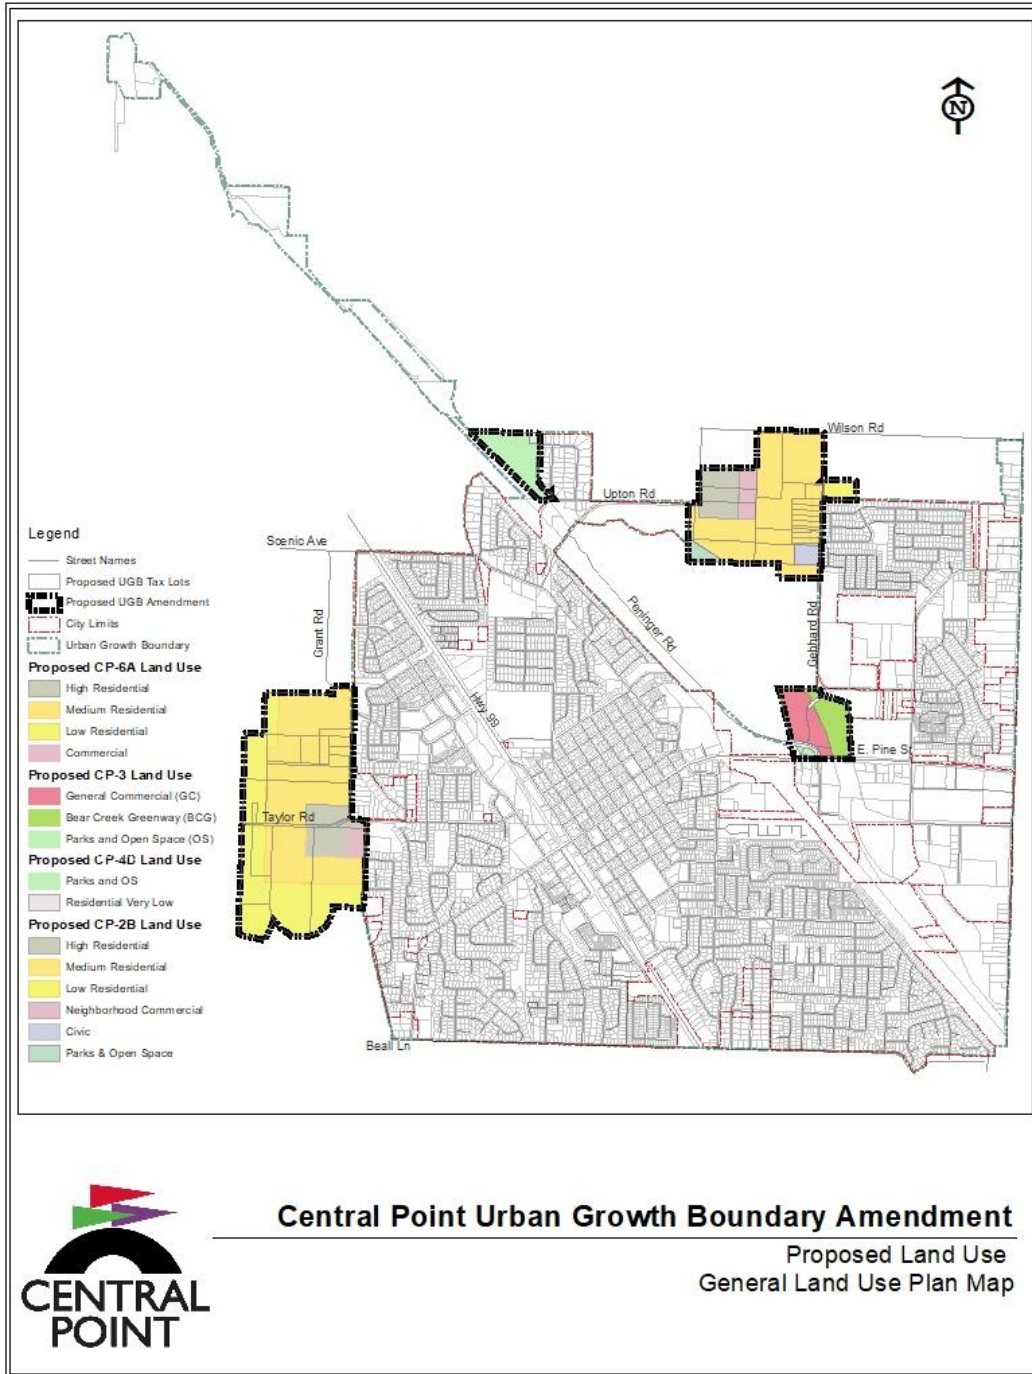 N
Wilson Rd
Upton Rd
Legend
Street Names
Proposed UGB Tax Lots
Proposed UGB Amendment
City Limits
Urban Growth Boundary
Proposed CP-6A Land Use
High Residential
Medium Residential
Low Residential
Commercial
Proposed CP-3 Land Use
General Commercial (GC)
Bear Creek Greenway (BCG)
Parks and Open Space (OS)
Proposed CP-4D Land Use
Parks and OS
Residential Very Low
Proposed CP-2B Land Use
High Residential
Medium Residential
Low Residential
Neighborhood Commercial
Civic
Parks & Open Space
Scenic Ave
Grant Rd
Peninger Rd
Gebhard Rd
Hwy 99
E. Pine St
Taylor Rd
Beall Ln
CENTRAL
POINT
Central Point Urban Growth Boundary Amendment
Proposed Land Use
General Land Use Plan Map